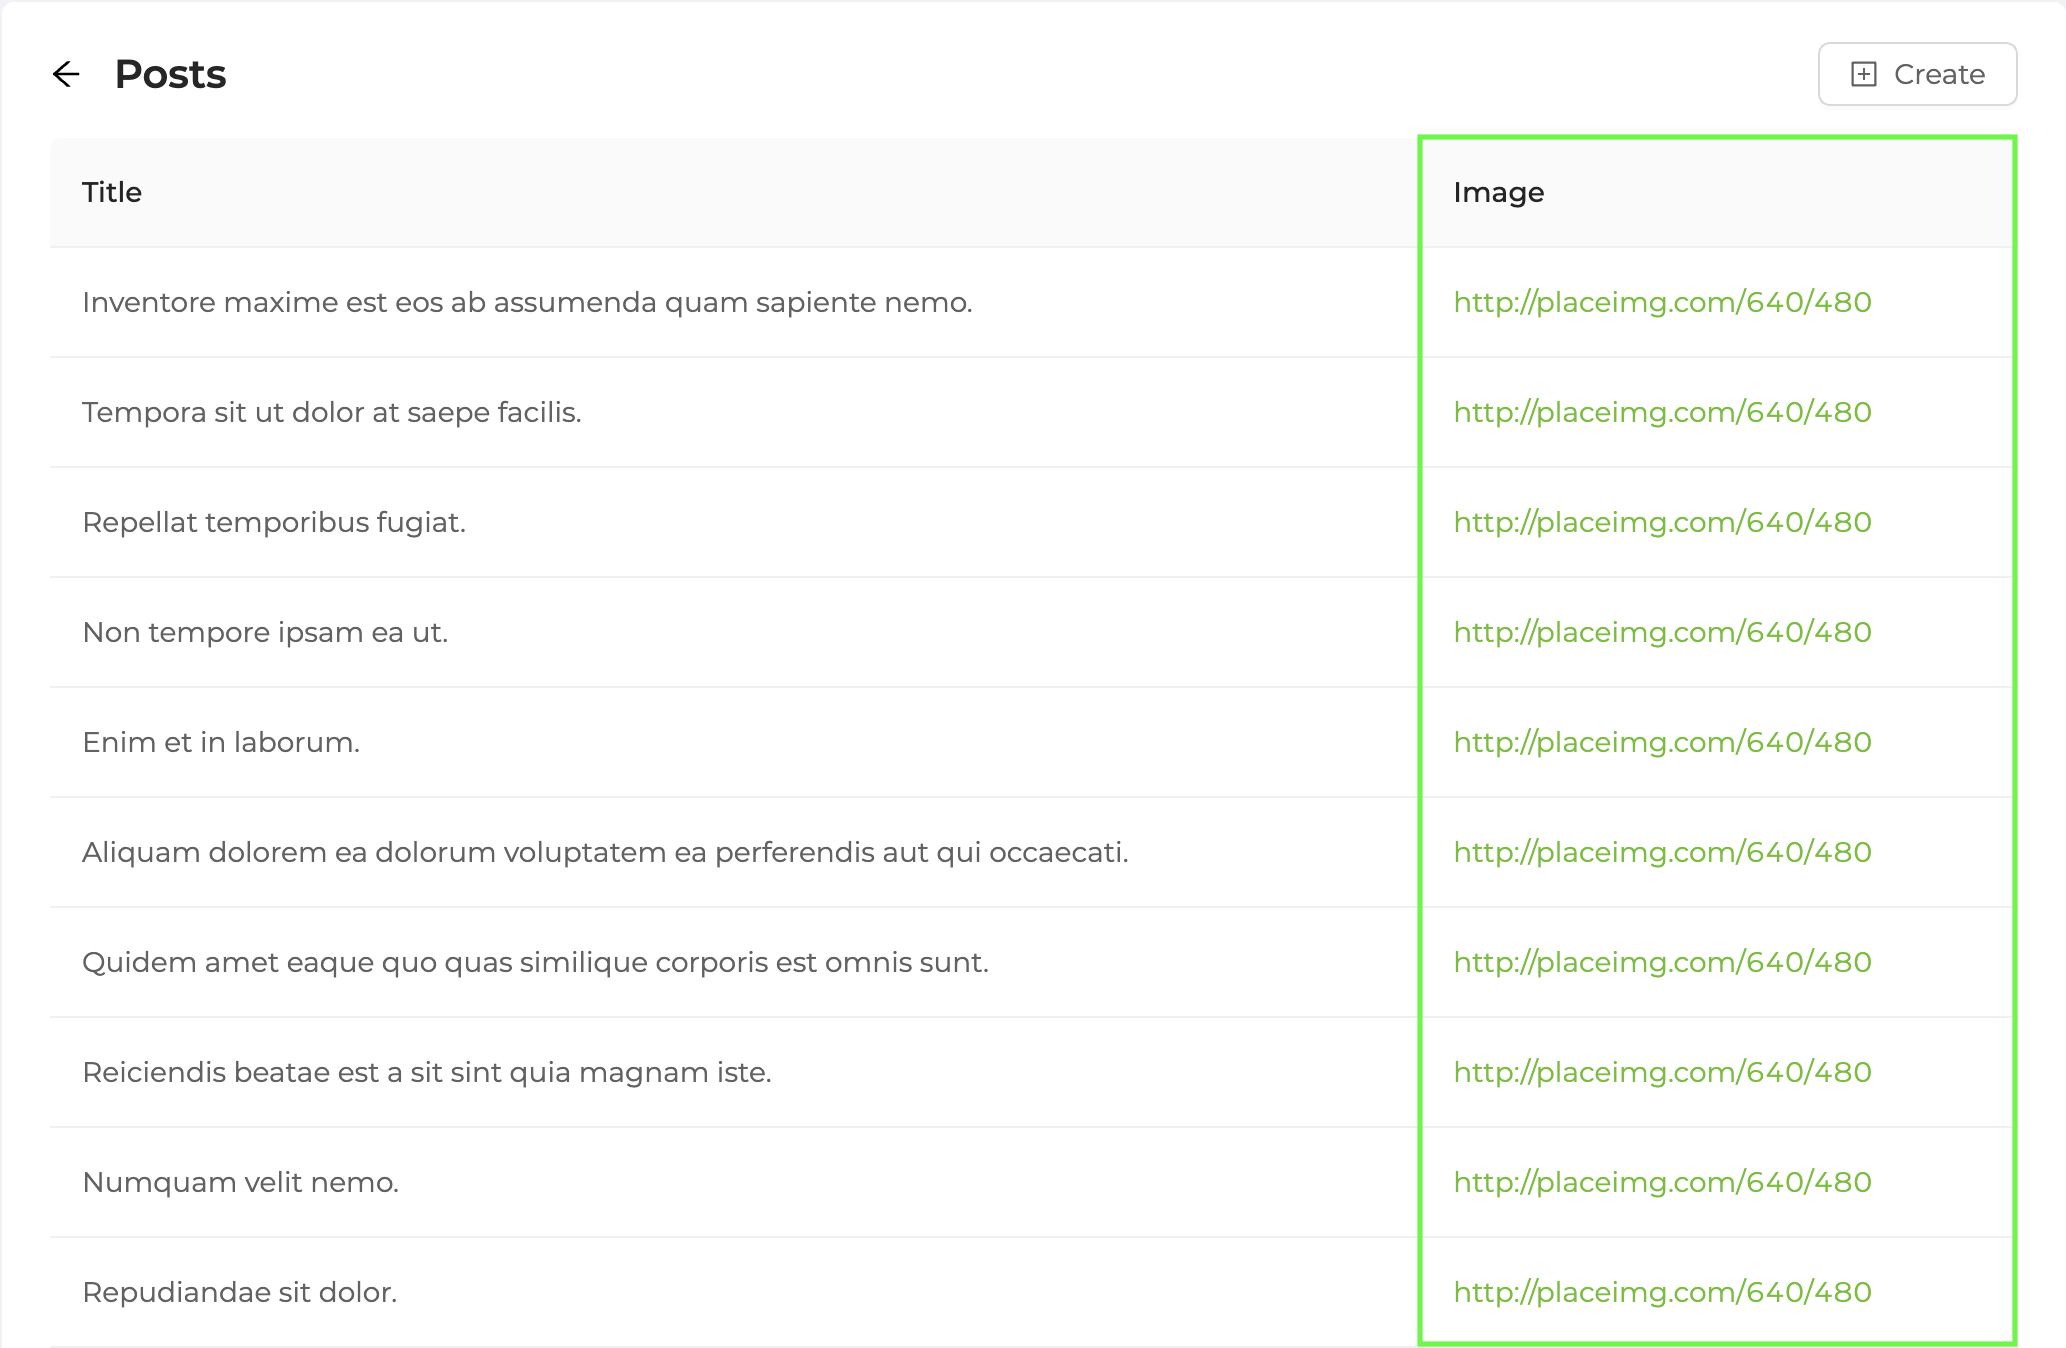 Posts
Create
Title Image
Inventore maxime est eos ab assumenda quam sapiente nemo. http://placeimg.com/640/480
Tempora sit ut dolor at saepe facilis. http://placeimg.com/640/480
Repellat temporibus fugiat. http://placeimg.com/640/480
Non tempore ipsam ea ut. http://placeimg.com/640/480
Enim et in laborum. http://placeimg.com/640/480
Aliquam dolorem ea dolorum voluptatem ea perferendis aut qui occaecati. http://placeimg.com/640/480
Quidem amet eaque quo quas similique corporis est omnis sunt. http://placeimg.com/640/480
Reiciendis beatae est a sit sint quia magnam iste. http://placeimg.com/640/480
Numquam velit nemo. http://placeimg.com/640/480
Repudiandae sit dolor. http://placeimg.com/640/480